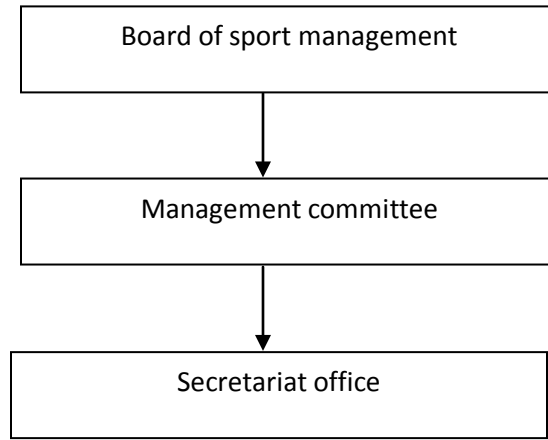 Board of sport management
Management committee
Secretariat office